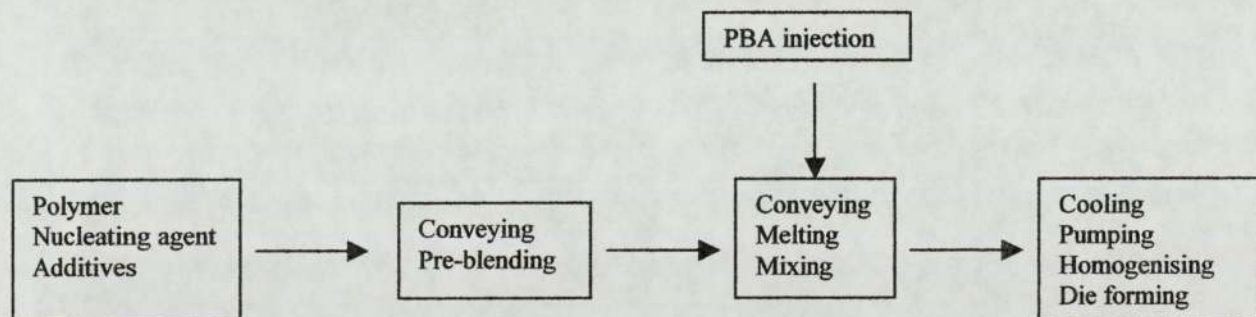 PBA injection
Polymer
Nucleating agent
Additives
Conveying
Pre-blending
Conveying
Melting
Mixing
Cooling
Pumping
Homogenising
Die forming